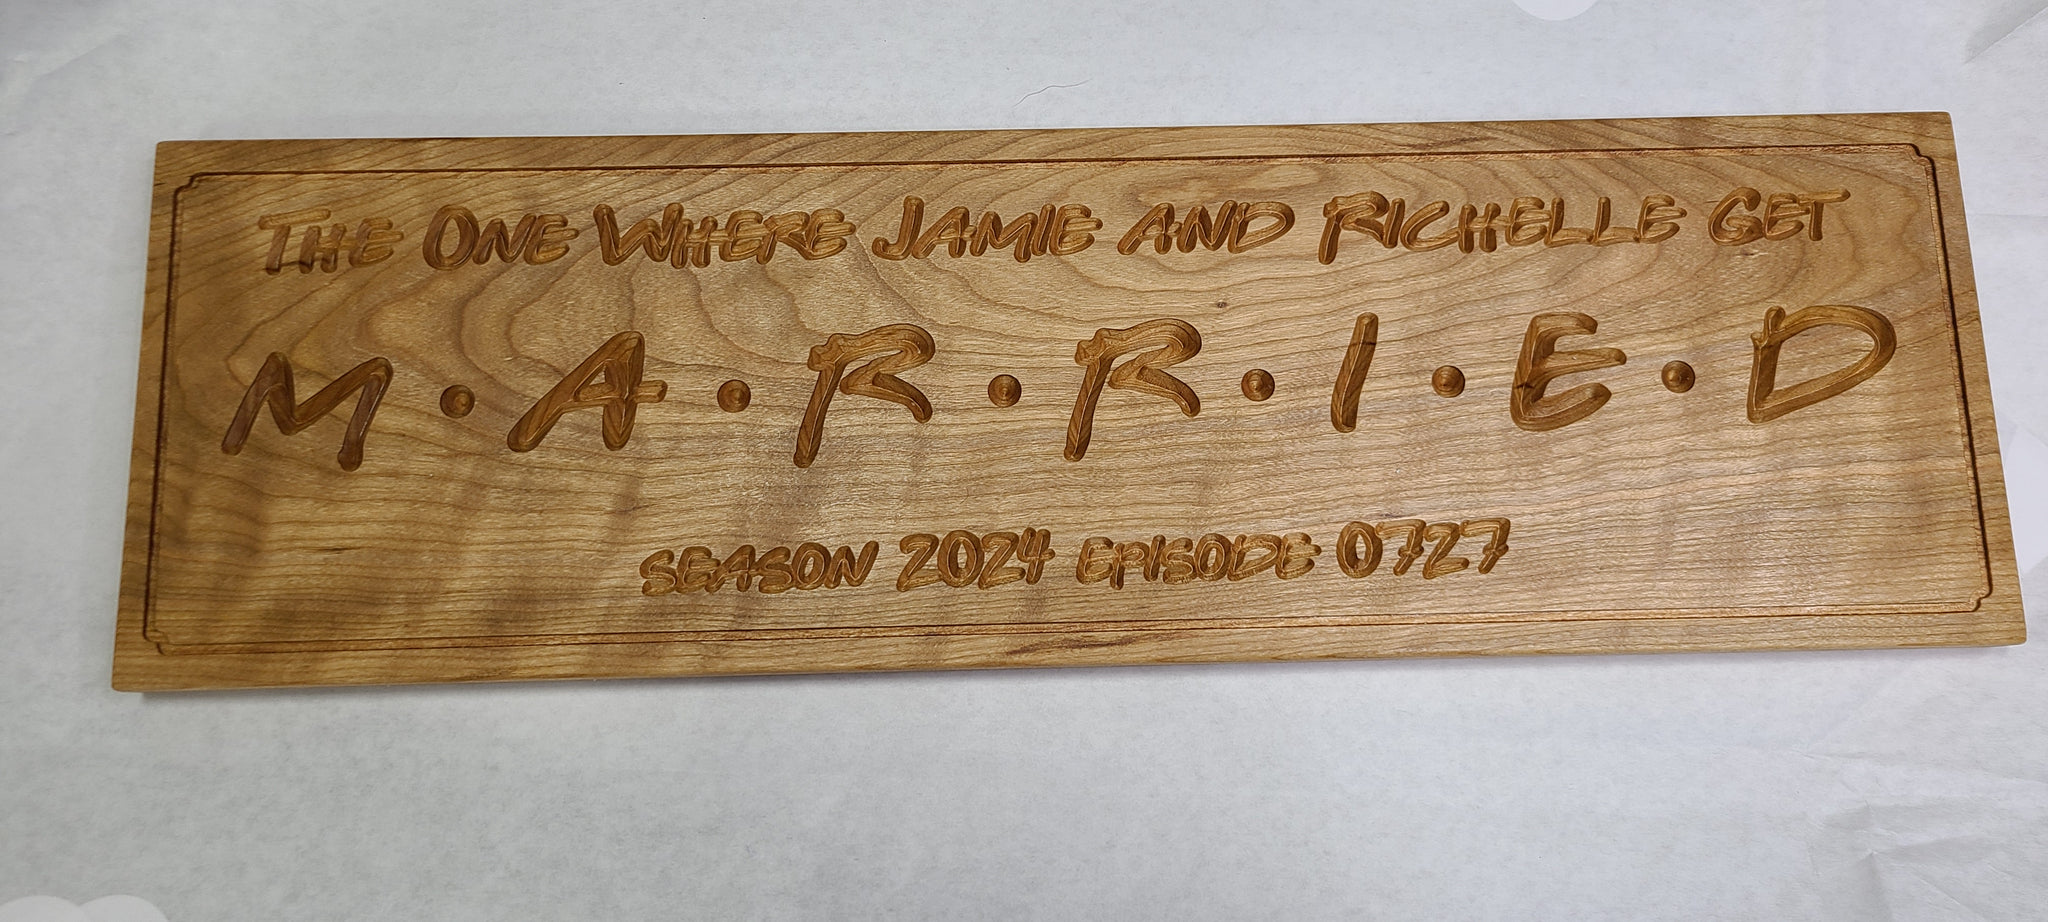 The One Where Jamie and Richelle Get
M·A·R·R·I·E·D
SEASON 2024 EPISODE 0727